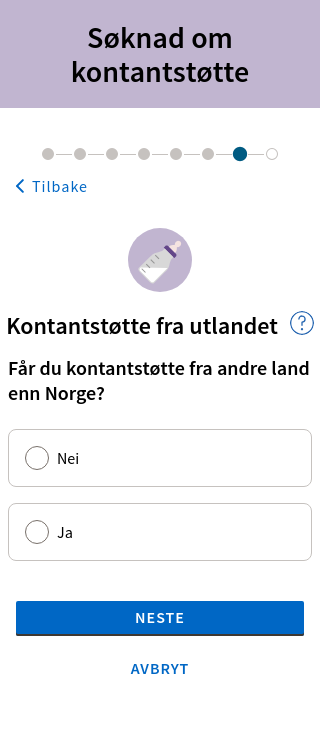 Søknad om
kontantstøtte
Tilbake
Kontantstøtte fra utlandet ?
Får du kontantstøtte fra andre land
enn Norge?
Nei
Ja
NESTE
AVBRYT